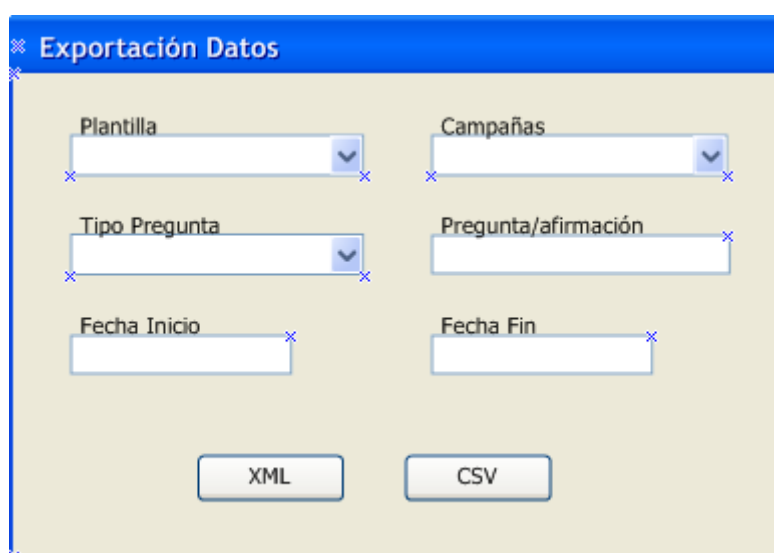 Exportación Datos
Plantilla
Campañas
Tipo Pregunta
Pregunta/afirmación
Fecha Inicio
Fecha Fin
XML
CSV